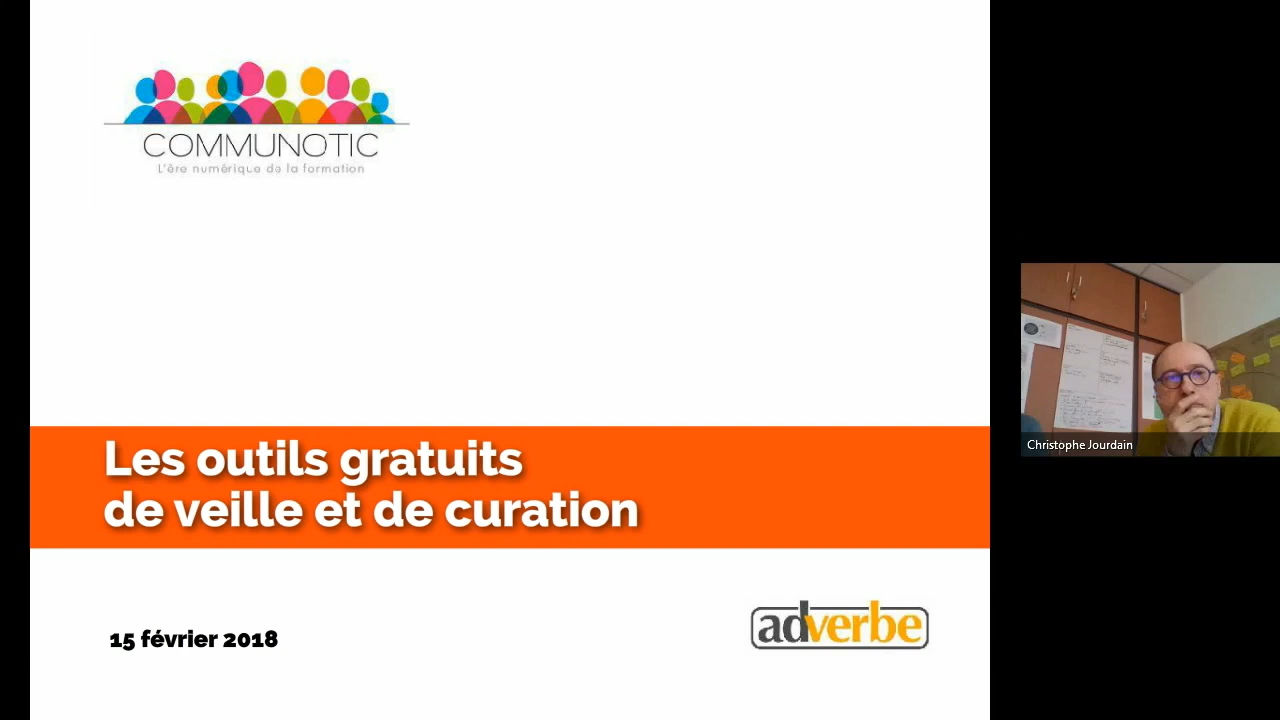 COMMUNOTIC
L'ère numérique de la formation
Les outils gratuits
de veille et de curation
15 février 2018
adverbe
Christophe Jourdain